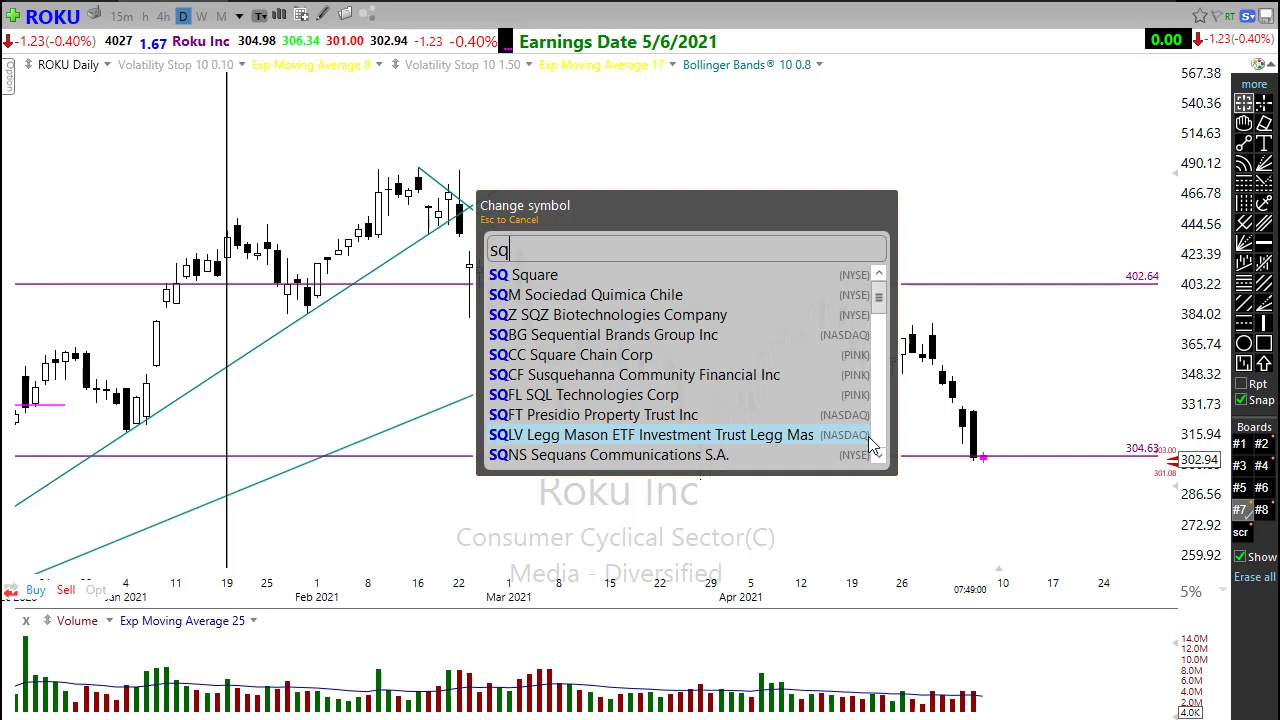 ROKU 15m h 4h D W M T RT S
-1.23(-0.40%) 4027 1.67 Roku Inc 304.98 306.34 301.00 302.94 -1.23 -0.40% Earnings Date 5/6/2021 0.00 -1.23(-0.40%)
Option
ROKU Daily Volatility Stop 10 0.10 Exp Moving Average 8 Volatility Stop 10 1.50 Exp Moving Average 17 Bollinger Bands® 10 0.8
Change symbol
Esc to Cancel
sq
SQ Square (NYSE)
SQM Sociedad Quimica Chile (NYSE)
SQZ SQZ Biotechnologies Company (NYSE)
SQBG Sequential Brands Group Inc (NASDAQ)
SQCC Square Chain Corp (PINK)
SQCF Susquehanna Community Financial Inc (PINK)
SQFL SQL Technologies Corp (PINK)
SQFT Presidio Property Trust Inc (NASDAQ)
SQLV Legg Mason ETF Investment Trust Legg Mas (NASDAQ)
SQNS Sequans Communications S.A. (NYSE)
Roku Inc
Consumer Cyclical Sector(C)
Media - Diversified
402.64
304.63
567.38
540.36
514.63
490.12
466.78
444.56
423.39
403.22
384.02
365.74
348.32
331.73
315.94
303.00
302.94
301.08
286.56
272.92
259.92
5%
more
T
Rpt
Snap
Boards
#1 #2
#3 #4
#5 #6
#7 #8
scr
Show
Erase all
4 11 19 25 1 8 16 22 1 8 15 22 29 5 12 19 26 10 17 24
Buy Sell Opt Jan 2021 Feb 2021 Mar 2021 Apr 2021 07:49:00
x Volume Exp Moving Average 25
14.0M
12.0M
10.0M
8.0M
6.0M
4.0M
2.0M
4.0K